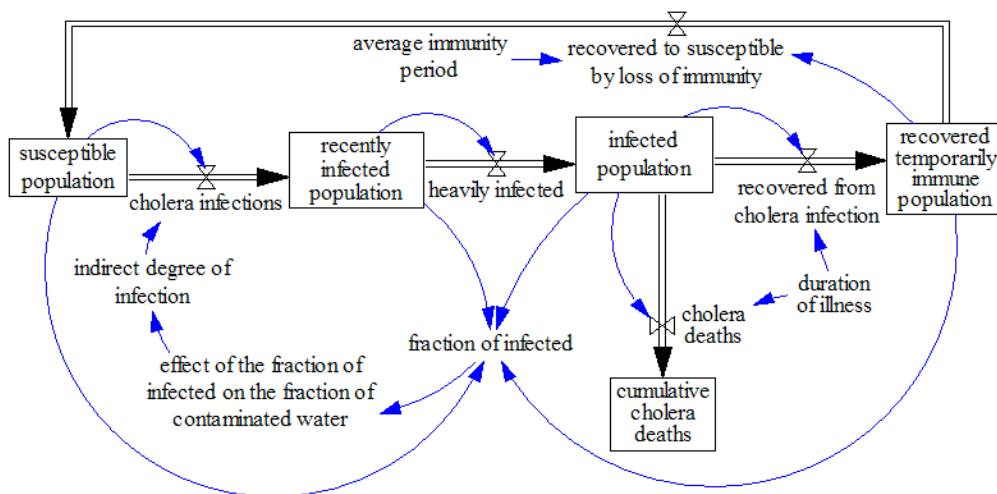 average immunity
period
recovered to susceptible
by loss of immunity
susceptible
population
cholera infections
recently
infected
population
heavily infected
infected
population
recovered from
cholera infection
recovered
temporarily
immune
population
indirect degree of
infection
duration
of illness
cholera
deaths
fraction of infected
effect of the fraction of
infected on the fraction of
contaminated water
cumulative
cholera
deaths